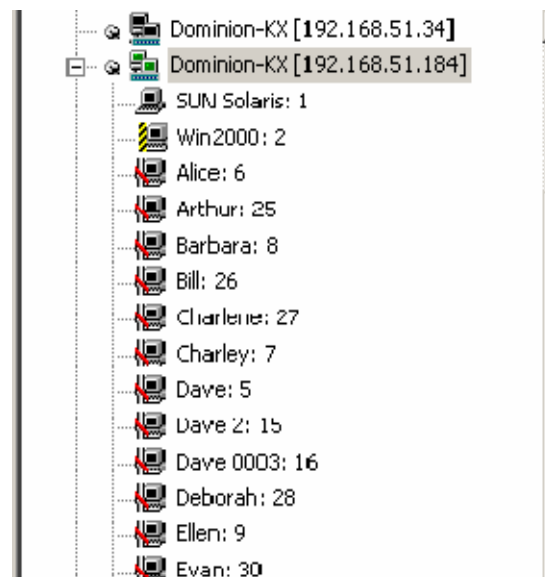 Dominion-KX [192.168.51.34]
Dominion-KX [192.168.51.184]
SUN Solaris: 1
Win2000: 2
Alice: 6
Arthur: 25
Barbara: 8
Bill: 26
Charlene: 27
Charley: 7
Dave: 5
Dave 2: 15
Dave 0003: 16
Deborah: 28
Ellen: 9
Evan: 30